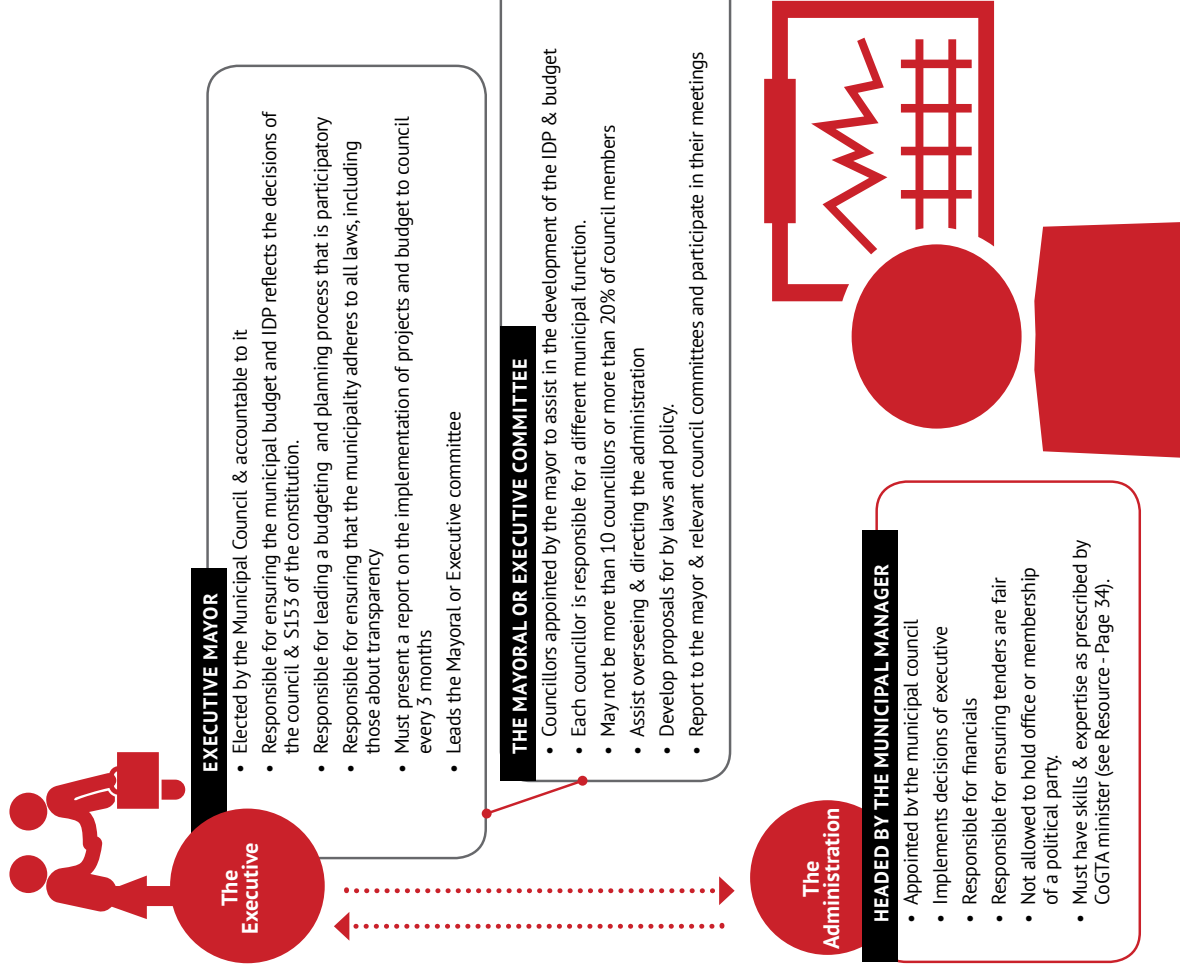 The
Executive
EXECUTIVE MAYOR
• Elected by the Municipal Council & accountable to it
• Responsible for ensuring the municipal budget and IDP reflects the decisions of
the council & S153 of the constitution.
• Responsible for leading a budgeting and planning process that is participatory
• Responsible for ensuring that the municipality adheres to all laws, including
those about transparency
• Must present a report on the implementation of projects and budget to council
every 3 months
• Leads the Mayoral or Executive committee
THE MAYORAL OR EXECUTIVE COMMITTEE
• Councillors appointed by the mayor to assist in the development of the IDP & budget
• Each councillor is responsible for a different municipal function.
• May not be more than 10 councillors or more than 20% of council members
• Assist overseeing & directing the administration
• Develop proposals for by laws and policy.
• Report to the mayor & relevant council committees and participate in their meetings
The
Administration
HEADED BY THE MUNICIPAL MANAGER
• Appointed by the municipal council
• Implements decisions of executive
• Responsible for financials
• Responsible for ensuring tenders are fair
• Not allowed to hold office or membership
of a political party.
• Must have skills & expertise as prescribed by
CoGTA minister (see Resource - Page 34).